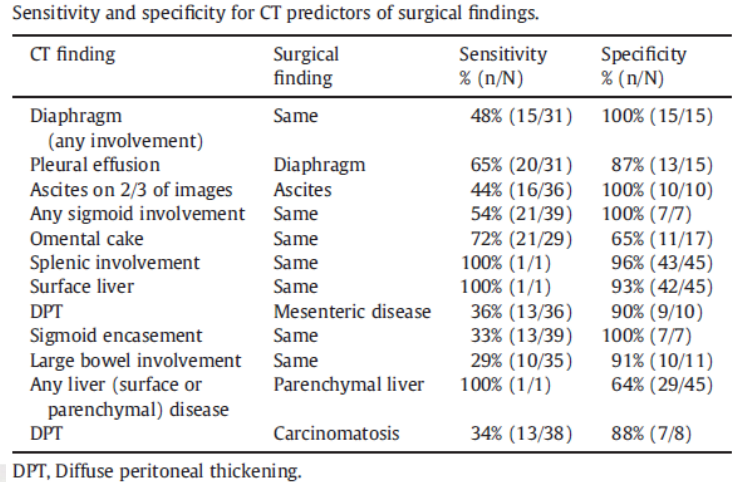 Sensitivity and specificity for CT predictors of surgical findings.
CT finding Surgical finding Sensitivity % (n/N) Specificity % (n/N)
Diaphragm (any involvement) Same 48% (15/31) 100% (15/15)
Pleural effusion Diaphragm 65% (20/31) 87% (13/15)
Ascites on 2/3 of images Ascites 44% (16/36) 100% (10/10)
Any sigmoid involvement Same 54% (21/39) 100% (7/7)
Omental cake Same 72% (21/29) 65% (11/17)
Splenic involvement Same 100% (1/1) 96% (43/45)
Surface liver Same 100% (1/1) 93% (42/45)
DPT Mesenteric disease 36% (13/36) 90% (9/10)
Sigmoid encasement Same 33% (13/39) 100% (7/7)
Large bowel involvement Same 29% (10/35) 91% (10/11)
Any liver (surface or parenchymal) disease Parenchymal liver 100% (1/1) 64% (29/45)
DPT Carcinomatosis 34% (13/38) 88% (7/8)
DPT, Diffuse peritoneal thickening.